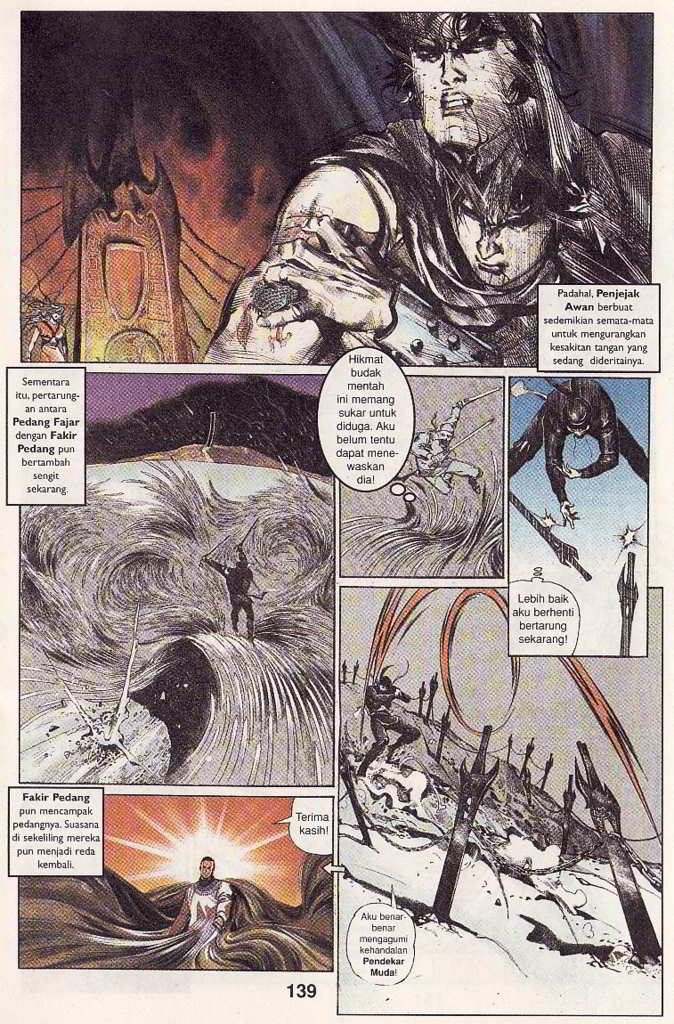 Padahal, Penjejak
Awan berbuat
sedemikian semata-mata
untuk mengurangkan
kesakitan tangan yang
sedang dideritainya.
Sementara
itu, pertarung-
an antara
Pedang Fajar
dengan Fakir
Pedang pun
bertambah
sengit
sekarang.
Hikmat
budak
mentah
ini memang
sukar untuk
diduga. Aku
belum tentu
dapat mene-
waskan
dia!
Lebih baik
aku berhenti
bertarung
sekarang!
Fakir Pedang
pun mencampak
pedangnya. Suasana
di sekeliling mereka
pun menjadi reda
kembali.
Terima
kasih!
Aku benar-
benar
mengagumi
kehandalan
Pendekar
Muda!
139